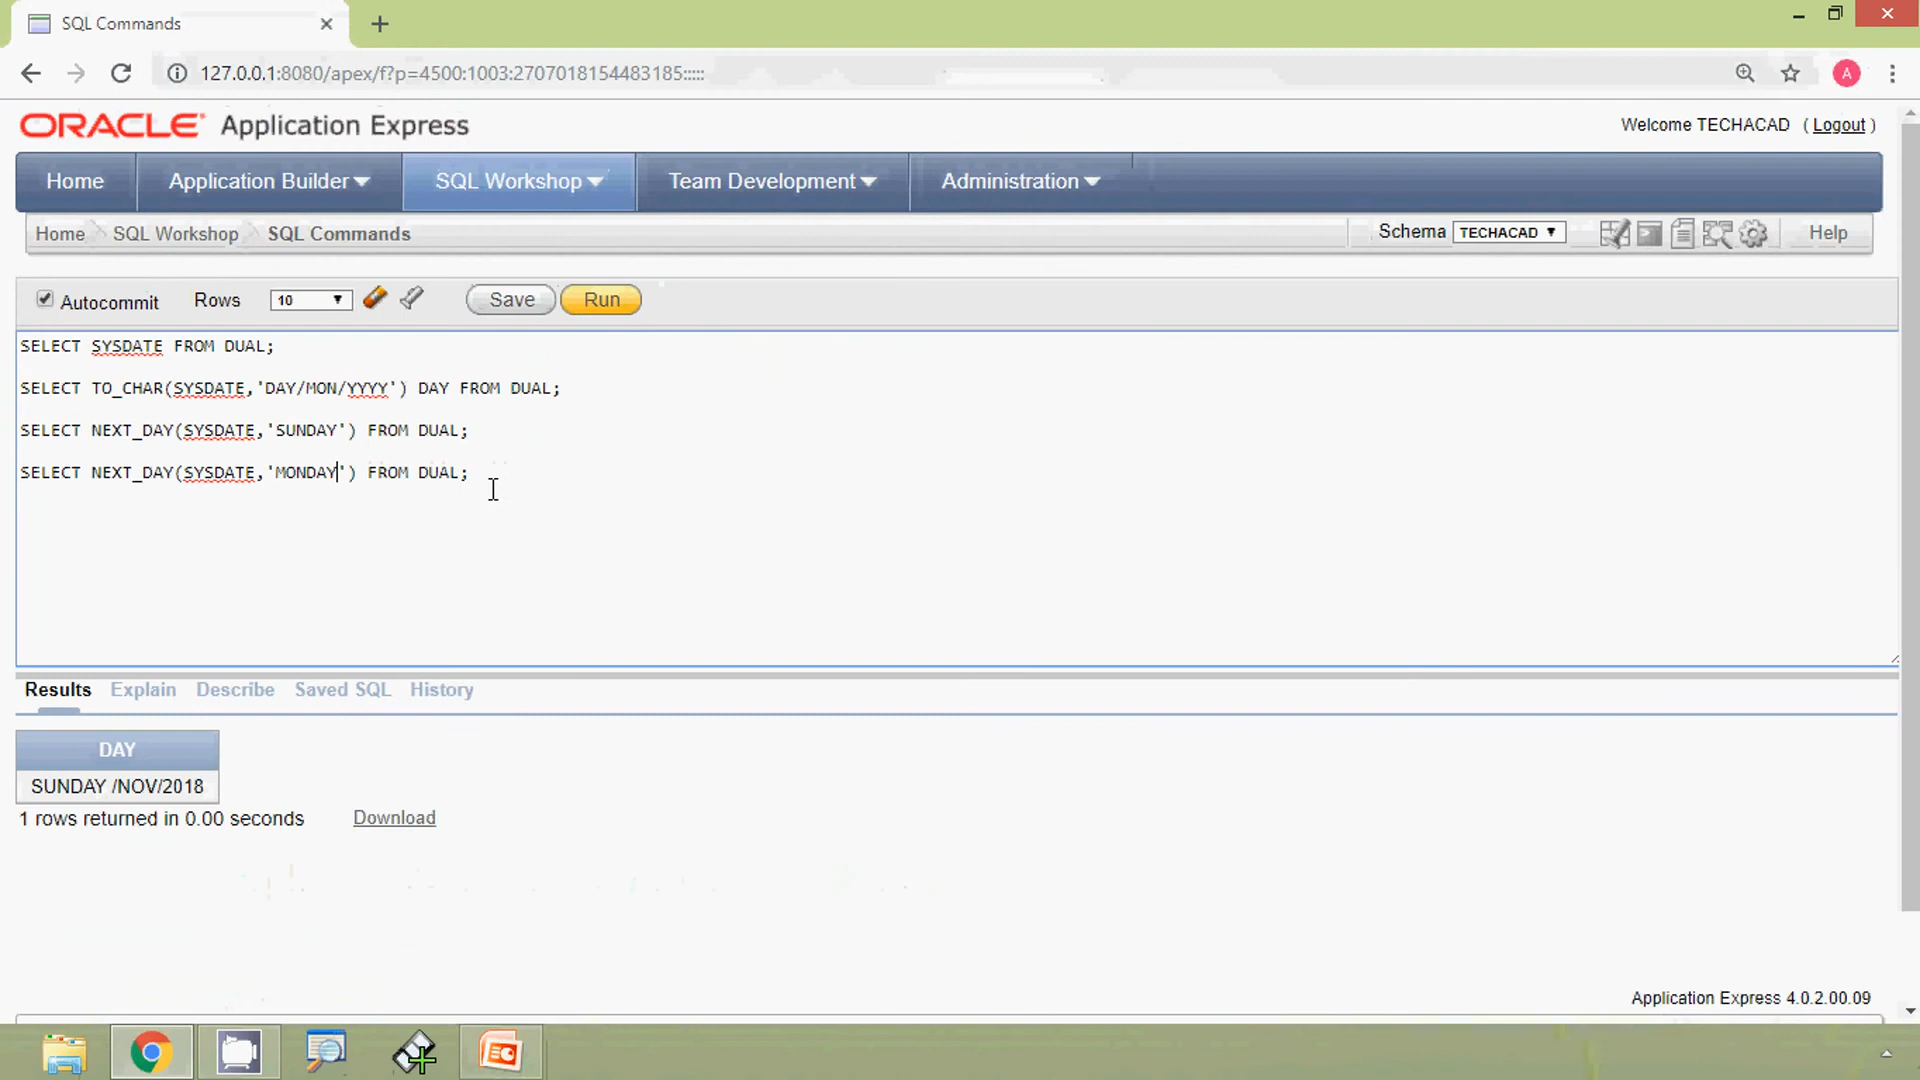 SQL Commands
127.0.0.1:8080/apex/f?p=4500:1003:2707018154483185:::::
A
ORACLE Application Express
Welcome TECHACAD ( Logout )
Home Application Builder SQL Workshop Team Development Administration
Home SQL Workshop SQL Commands
Schema TECHACAD Help
Autocommit Rows 10 Save Run
SELECT SYSDATE FROM DUAL;
SELECT TO_CHAR(SYSDATE,'DAY/MON/YYYY') DAY FROM DUAL;
SELECT NEXT_DAY(SYSDATE,'SUNDAY') FROM DUAL;
SELECT NEXT_DAY(SYSDATE,'MONDAY') FROM DUAL;
Results Explain Describe Saved SQL History
DAY
SUNDAY /NOV/2018
1 rows returned in 0.00 seconds Download
Application Express 4.0.2.00.09